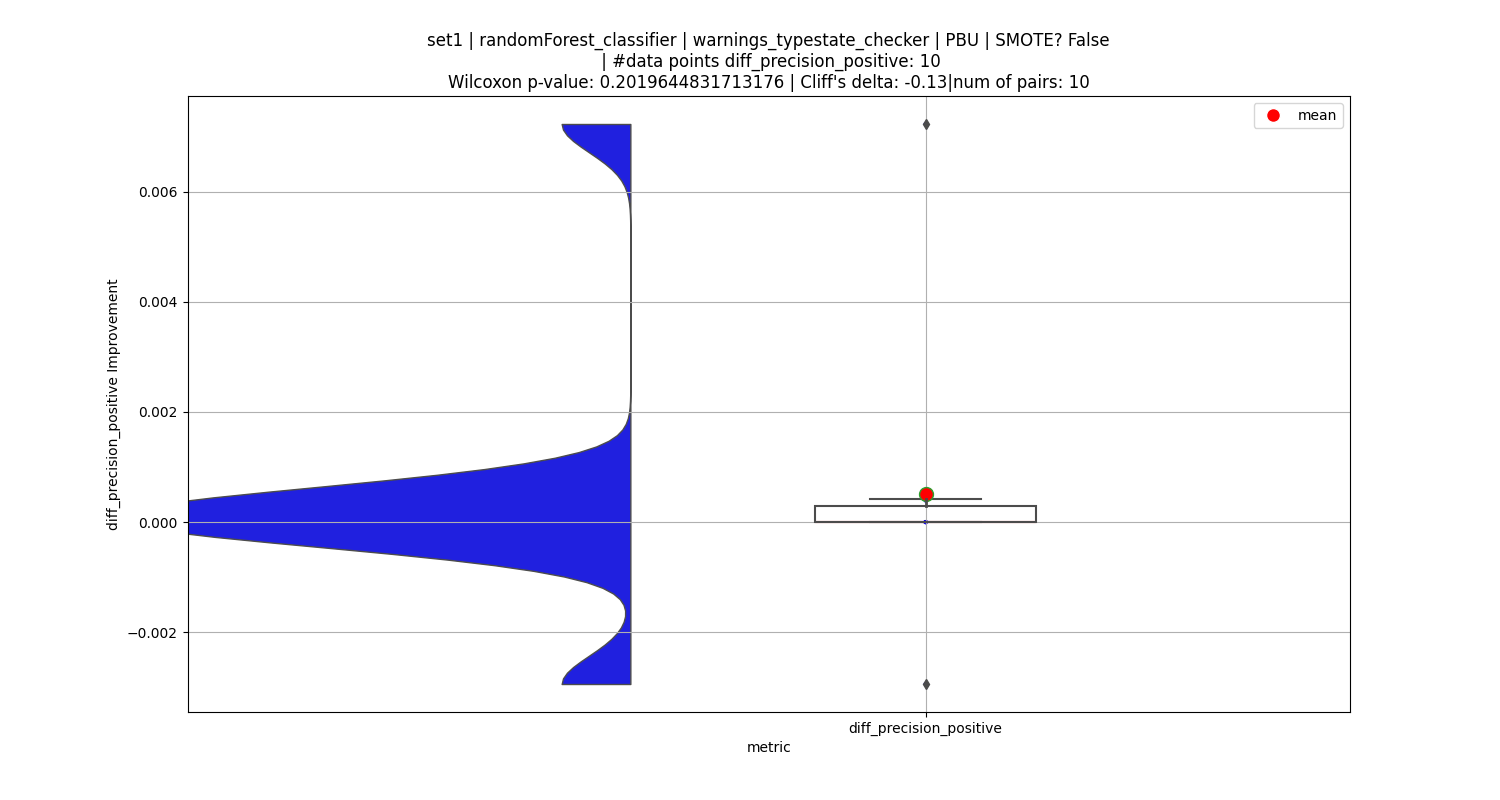 set1 | randomForest_classifier | warnings_typestate_checker | PBU | SMOTE? False
| #data points diff_precision_positive: 10
Wilcoxon p-value: 0.2019644831713176 | Cliff's delta: -0.13|num of pairs: 10
mean
0.006
0.004
0.002
0.000
−0.002
diff_precision_positive Improvement
diff_precision_positive
metric